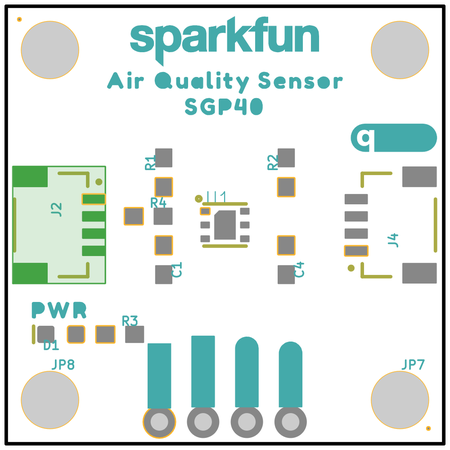 sparkfun
Air Quality Sensor
SGP40
q
R1
R2
J2
R4
U1
J4
C1
C4
PWR
R3
D1
JP8
JP7